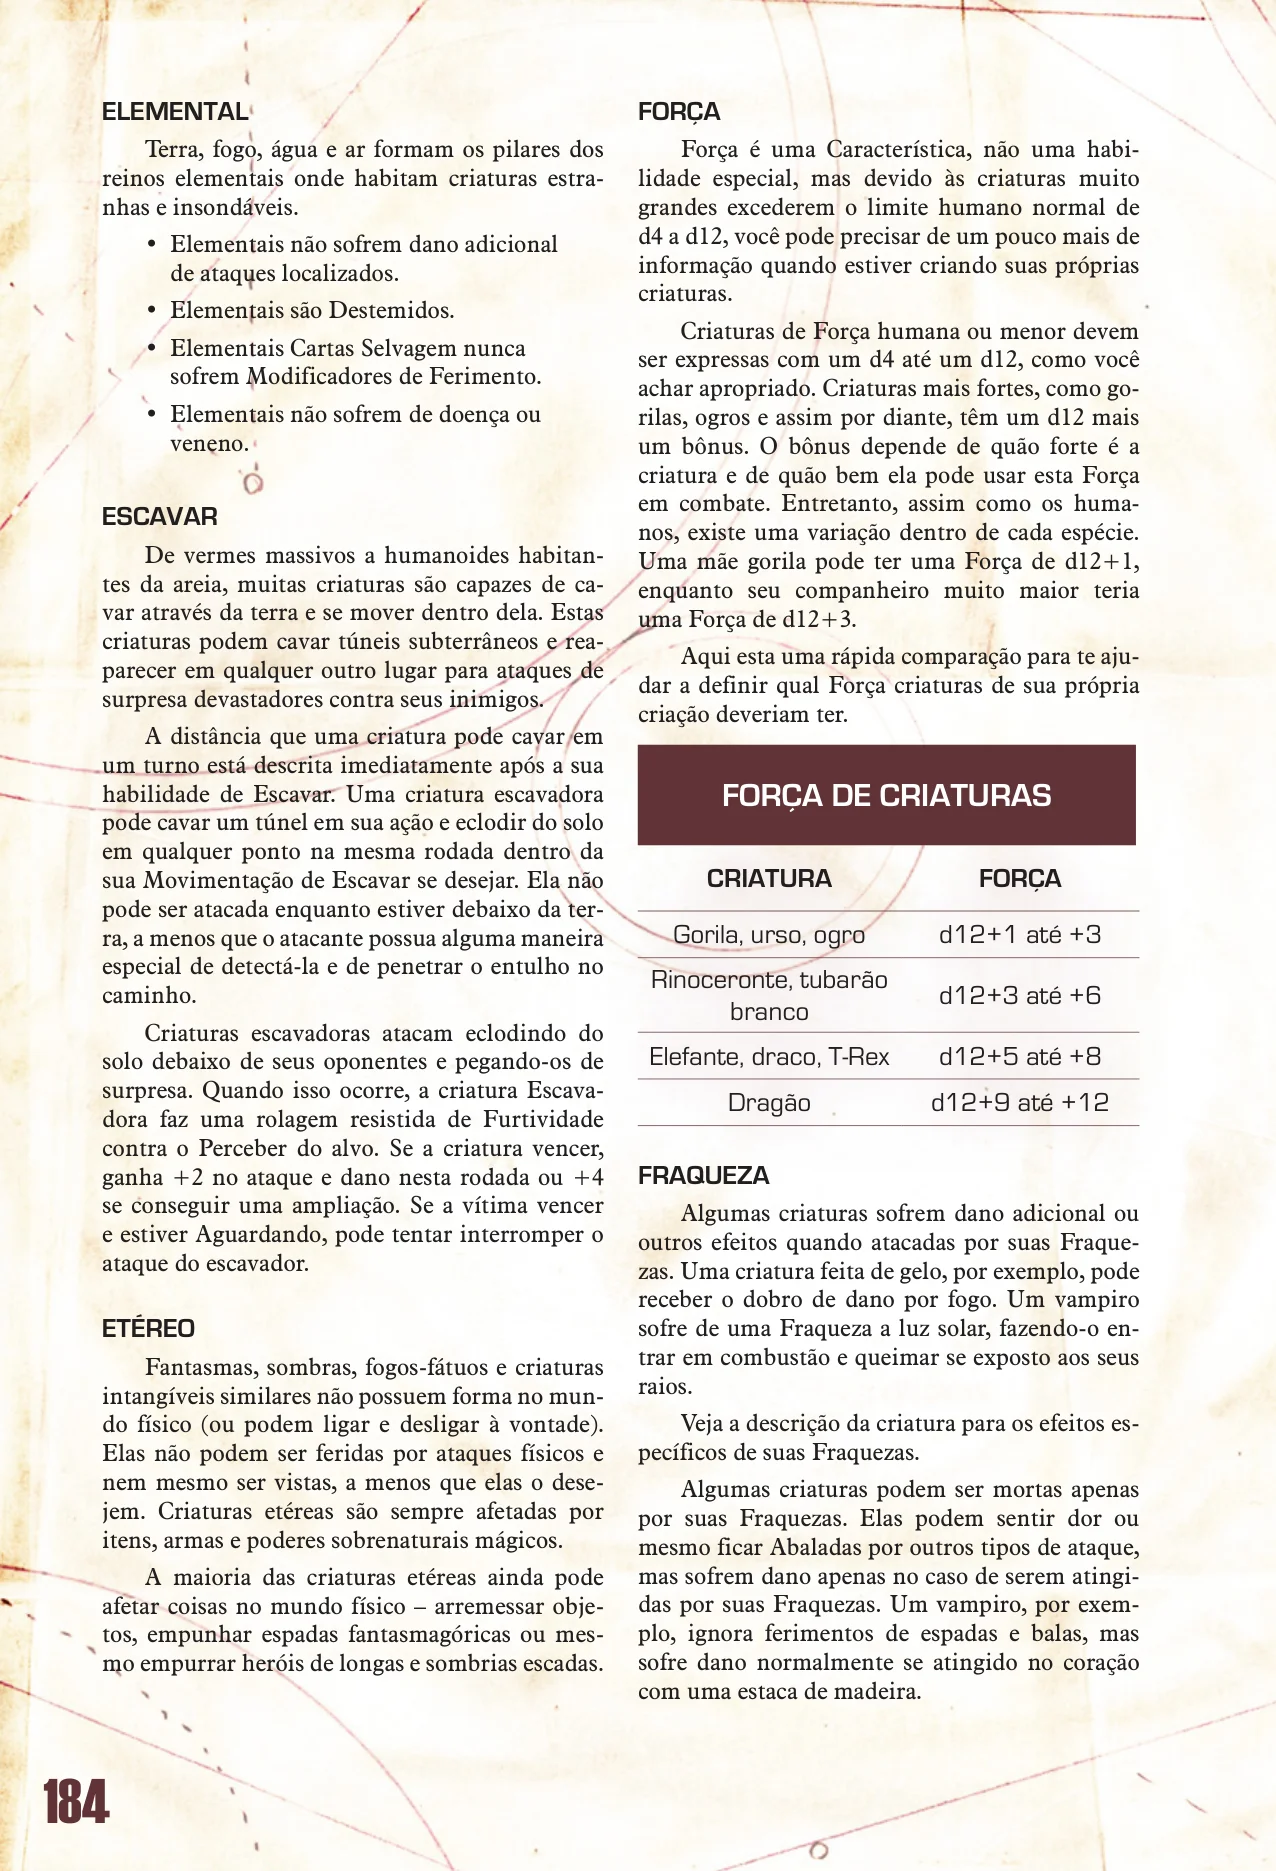 ELEMENTAL
Terra, fogo, água e ar formam os pilares dos
reinos elementais onde habitam criaturas estra-
nhas e insondáveis.
• Elementais não sofrem dano adicional
de ataques localizados.
• Elementais são Destemidos.
• Elementais Cartas Selvagem nunca
sofrem Modificadores de Ferimento.
• Elementais não sofrem de doença ou
veneno.
ESCAVAR
De vermes massivos a humanoides habitan-
tes da areia, muitas criaturas são capazes de ca-
var através da terra e se mover dentro dela. Estas
criaturas podem cavar túneis subterrâneos e rea-
parecer em qualquer outro lugar para ataques de
surpresa devastadores contra seus inimigos.
A distância que uma criatura pode cavar em
um turno está descrita imediatamente após a sua
habilidade de Escavar. Uma criatura escavadora
pode cavar um túnel em sua ação e eclodir do solo
em qualquer ponto na mesma rodada dentro da
sua Movimentação de Escavar se desejar. Ela não
pode ser atacada enquanto estiver debaixo da ter-
ra, a menos que o atacante possua alguma maneira
especial de detectá-la e de penetrar o entulho no
caminho.
Criaturas escavadoras atacam eclodindo do
solo debaixo de seus oponentes e pegando-os de
surpresa. Quando isso ocorre, a criatura Escava-
dora faz uma rolagem resistida de Furtividade
contra o Perceber do alvo. Se a criatura vencer,
ganha +2 no ataque e dano nesta rodada ou +4
se conseguir uma ampliação. Se a vítima vencer
e estiver Aguardando, pode tentar interromper o
ataque do escavador.
ETÉREO
Fantasmas, sombras, fogos-fátuos e criaturas
intangíveis similares não possuem forma no mun-
do físico (ou podem ligar e desligar à vontade).
Elas não podem ser feridas por ataques físicos e
nem mesmo ser vistas, a menos que elas o dese-
jem. Criaturas etéreas são sempre afetadas por
itens, armas e poderes sobrenaturais mágicos.
A maioria das criaturas etéreas ainda pode
afetar coisas no mundo físico – arremessar obje-
tos, empunhar espadas fantasmagóricas ou mes-
mo empurrar heróis de longas e sombrias escadas.
FORÇA
Força é uma Característica, não uma habi-
lidade especial, mas devido às criaturas muito
grandes excederem o limite humano normal de
d4 a d12, você pode precisar de um pouco mais de
informação quando estiver criando suas próprias
criaturas.
Criaturas de Força humana ou menor devem
ser expressas com um d4 até um d12, como você
achar apropriado. Criaturas mais fortes, como go-
rilas, ogros e assim por diante, têm um d12 mais
um bônus. O bônus depende de quão forte é a
criatura e de quão bem ela pode usar esta Força
em combate. Entretanto, assim como os huma-
nos, existe uma variação dentro de cada espécie.
Uma mãe gorila pode ter uma Força de d12+1,
enquanto seu companheiro muito maior teria
uma Força de d12+3.
Aqui esta uma rápida comparação para te aju-
dar a definir qual Força criaturas de sua própria
criação deveriam ter.
FORÇA DE CRIATURAS
CRIATURA FORÇA
Gorila, urso, ogro d12+1 até +3
Rinoceronte, tubarão
branco d12+3 até +6
Elefante, draco, T-Rex d12+5 até +8
Dragão d12+9 até +12
FRAQUEZA
Algumas criaturas sofrem dano adicional ou
outros efeitos quando atacadas por suas Fraque-
zas. Uma criatura feita de gelo, por exemplo, pode
receber o dobro de dano por fogo. Um vampiro
sofre de uma Fraqueza a luz solar, fazendo-o en-
trar em combustão e queimar se exposto aos seus
raios.
Veja a descrição da criatura para os efeitos es-
pecíficos de suas Fraquezas.
Algumas criaturas podem ser mortas apenas
por suas Fraquezas. Elas podem sentir dor ou
mesmo ficar Abaladas por outros tipos de ataque,
mas sofrem dano apenas no caso de serem atingi-
das por suas Fraquezas. Um vampiro, por exem-
plo, ignora ferimentos de espadas e balas, mas
sofre dano normalmente se atingido no coração
com uma estaca de madeira.
184